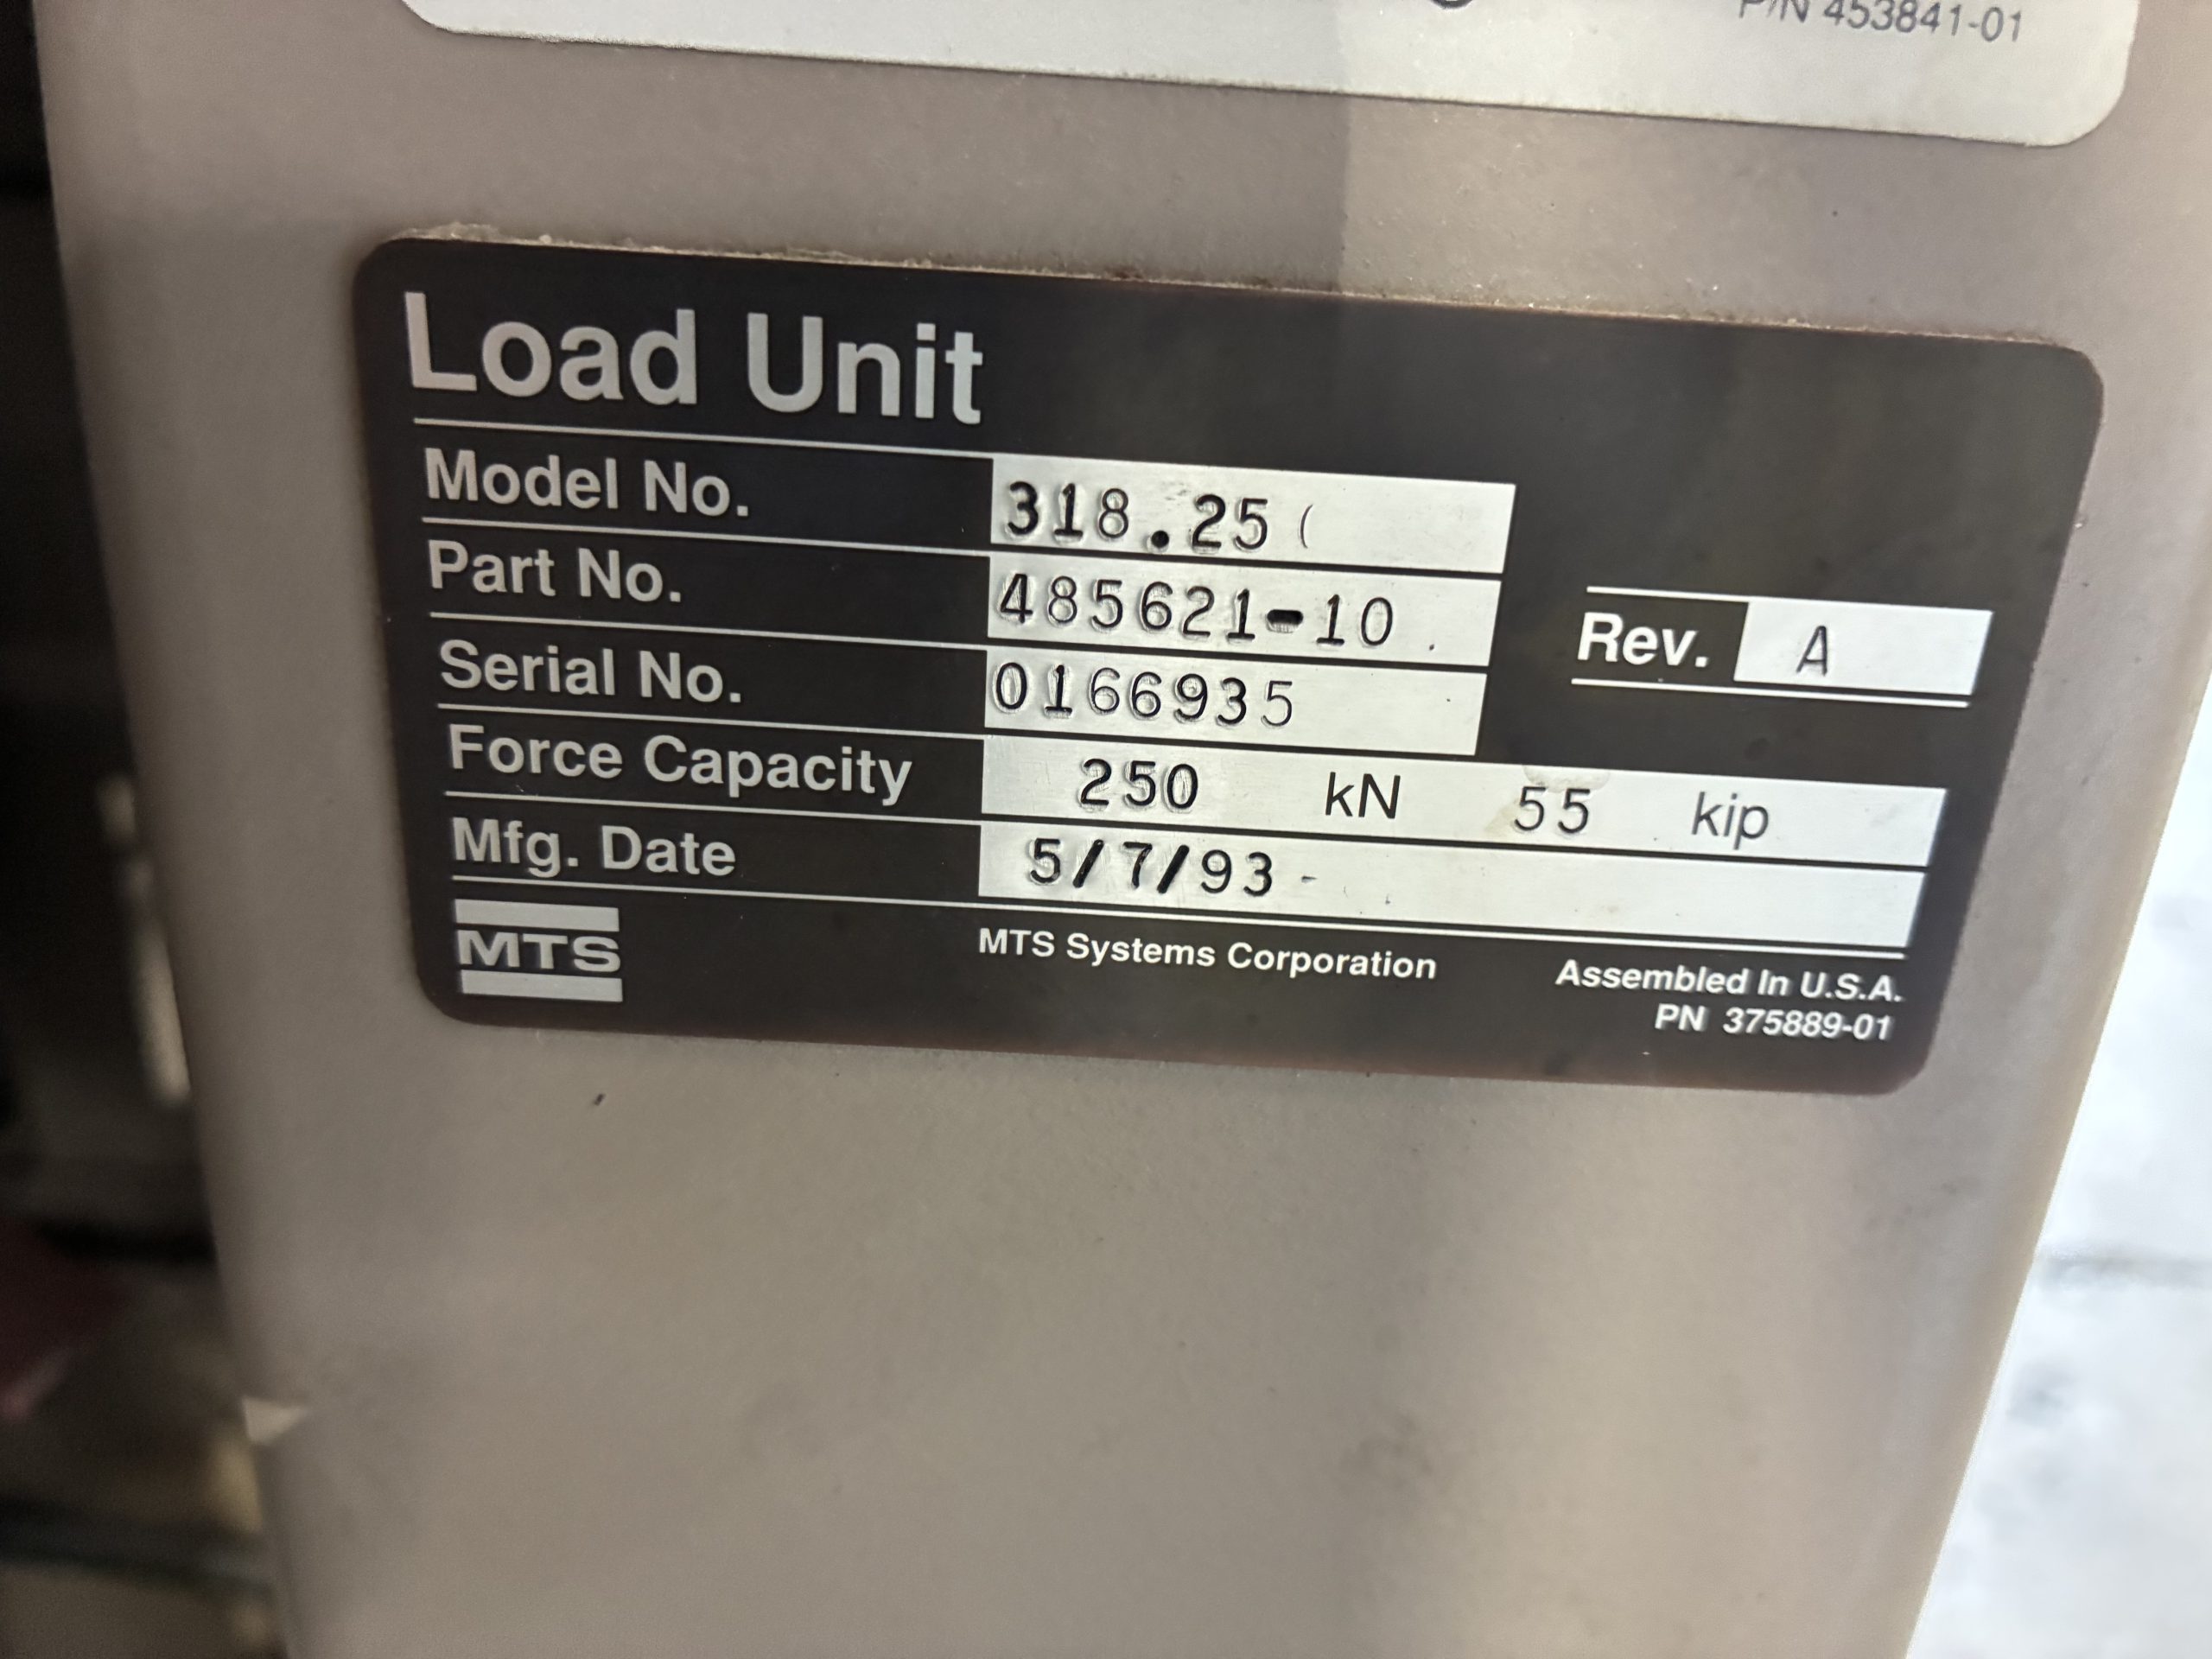 P/N 453841-01
Load Unit
Model No. 318.25 (
Part No. 485621-10 .
Rev. A
Serial No. 0166935
Force Capacity 250 kN 55 kip
Mfg. Date 5/7/93 -
MTS
MTS Systems Corporation
Assembled In U.S.A.
PN 375889-01